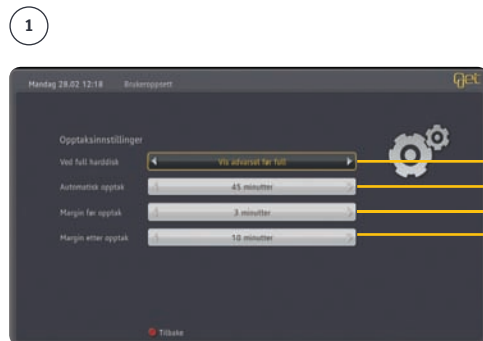 1
Mandag 28.02 12:18 Brukeroppsett
Get
Opptaksinnstillinger
Ved full harddisk Vis advarsel før full
Automatisk opptak 45 minutter
Margin før opptak 3 minutter
Margin etter opptak 10 minutter
Tilbake